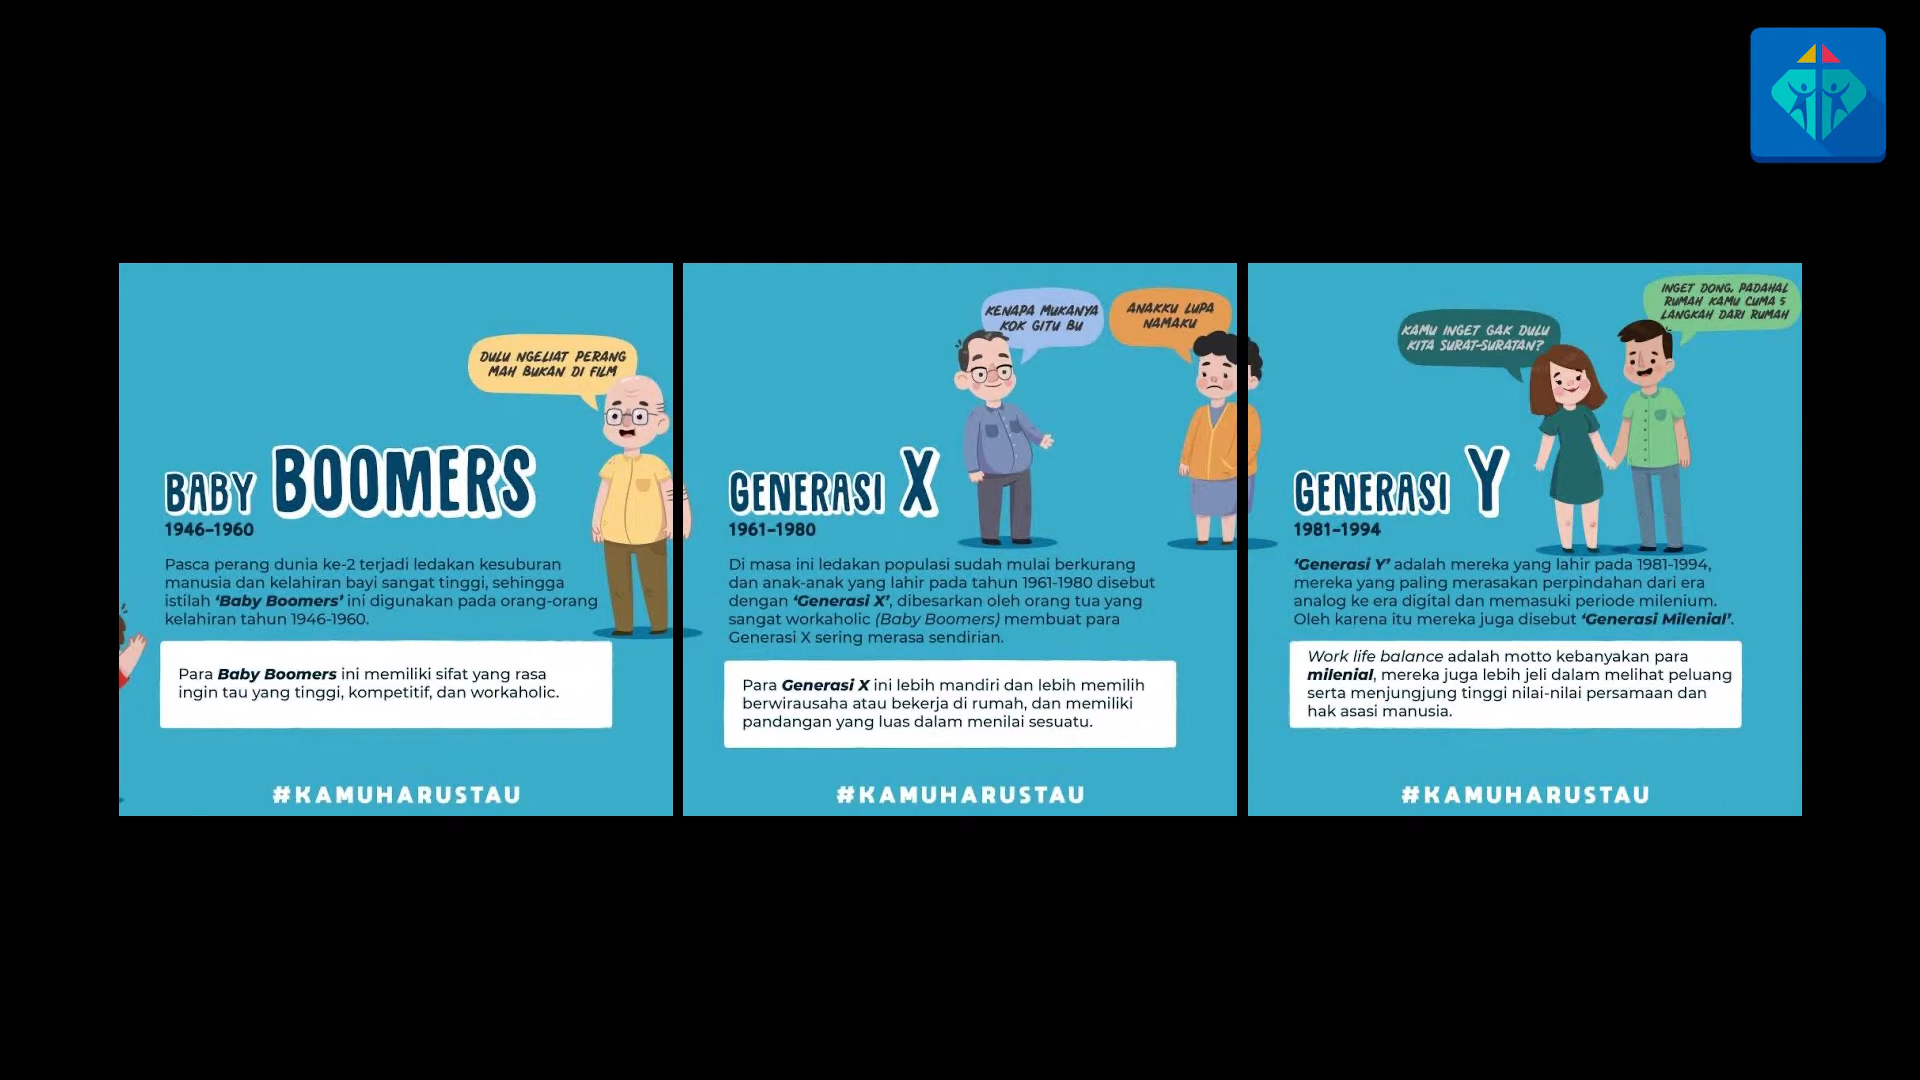 DULU NGELIAT PERANG
MAH BUKAN DI FILM
BABY BOOMERS
1946-1960
Pasca perang dunia ke-2 terjadi ledakan kesuburan
manusia dan kelahiran bayi sangat tinggi, sehingga
istilah ‘Baby Boomers’ ini digunakan pada orang-orang
kelahiran tahun 1946-1960.
Para Baby Boomers ini memiliki sifat yang rasa
ingin tau yang tinggi, kompetitif, dan workaholic.
#KAMUHARUSTAU
KENAPA MUKANYA
KOK GITU BU
ANAKKU LUPA
NAMAKU
GENERASI X
1961-1980
Di masa ini ledakan populasi sudah mulai berkurang
dan anak-anak yang lahir pada tahun 1961-1980 disebut
dengan ‘Generasi X’, dibesarkan oleh orang tua yang
sangat workaholic (Baby Boomers) membuat para
Generasi X sering merasa sendirian.
Para Generasi X ini lebih mandiri dan lebih memilih
berwirausaha atau bekerja di rumah, dan memiliki
pandangan yang luas dalam menilai sesuatu.
#KAMUHARUSTAU
KAMU INGET GAK DULU
KITA SURAT-SURATAN?
INGET DONG, PADAHAL
RUMAH KAMU CUMA 5
LANGKAH DARI RUMAH
GENERASI Y
1981-1994
‘Generasi Y’ adalah mereka yang lahir pada 1981-1994,
mereka yang paling merasakan perpindahan dari era
analog ke era digital dan memasuki periode milenium.
Oleh karena itu mereka juga disebut ‘Generasi Milenial’.
Work life balance adalah motto kebanyakan para
milenial, mereka juga lebih jeli dalam melihat peluang
serta menjungjung tinggi nilai-nilai persamaan dan
hak asasi manusia.
#KAMUHARUSTAU